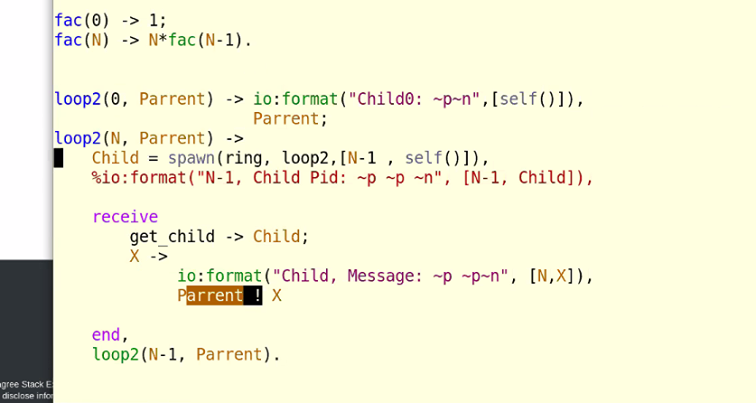 fac(0) -> 1;
fac(N) -> N*fac(N-1).
loop2(0, Parrent) -> io:format("Child0: ~p~n",[self()]),
Parrent;
loop2(N, Parrent) ->
Child = spawn(ring, loop2,[N-1 , self()]),
%io:format("N-1, Child Pid: ~p ~p ~n", [N-1, Child]),
receive
get_child -> Child;
X ->
io:format("Child, Message: ~p ~p~n", [N,X]),
Parrent ! X
end,
loop2(N-1, Parrent).
agree Stack
disclose